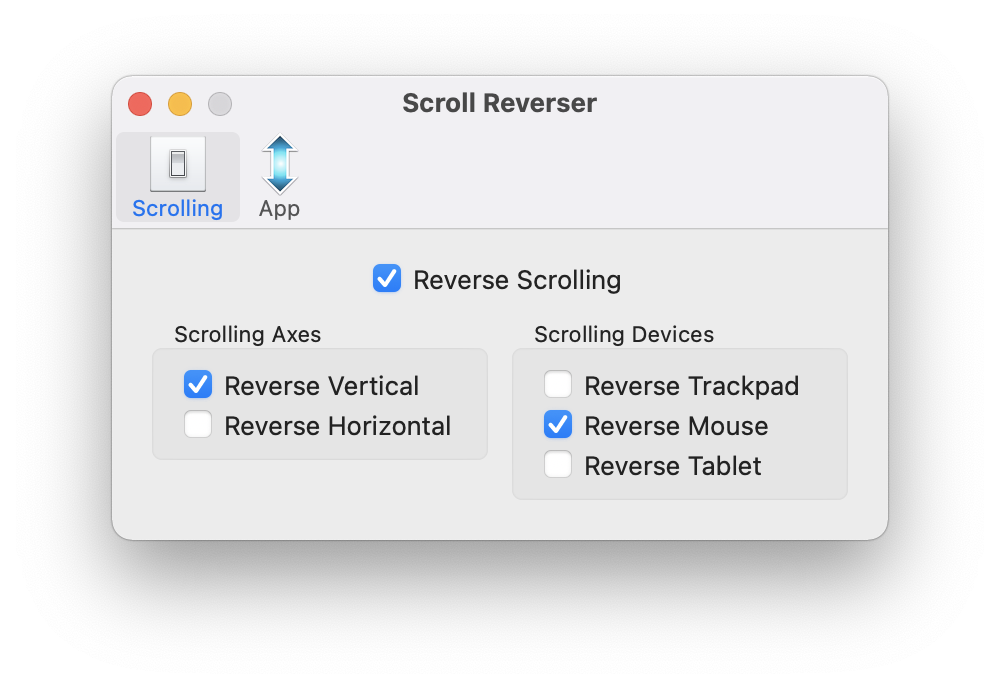 Scroll Reverser
Scrolling
App
Reverse Scrolling
Scrolling Axes
Reverse Vertical
Reverse Horizontal
Scrolling Devices
Reverse Trackpad
Reverse Mouse
Reverse Tablet